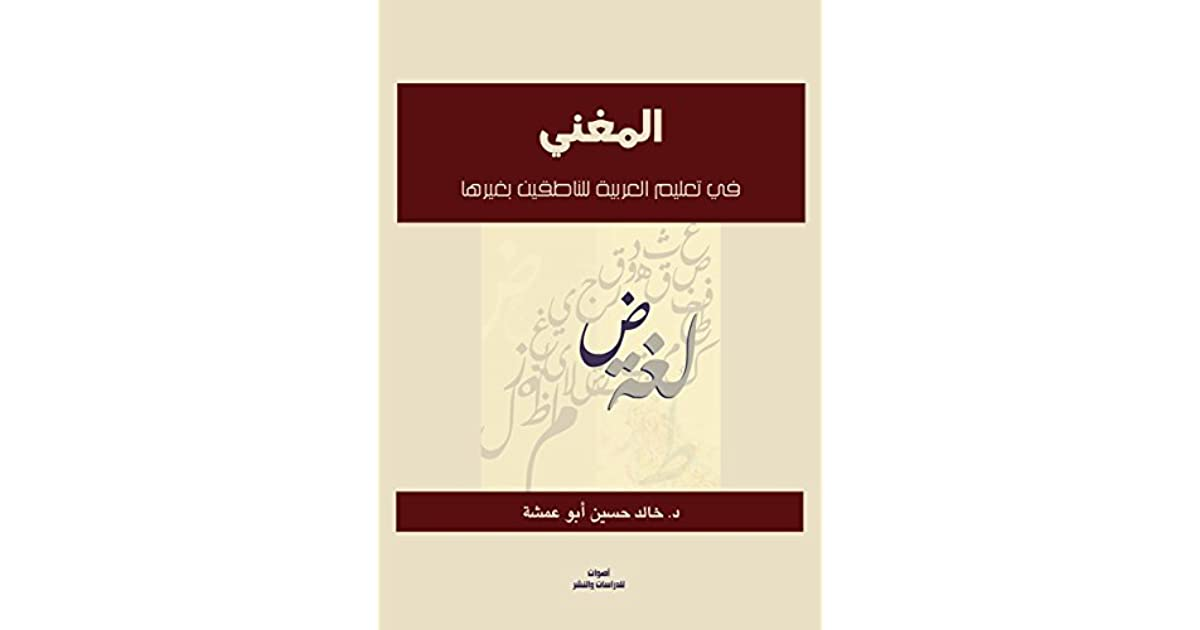 المغني
في تعليم العربية للناطقين بغيرها
لغة
ض
د. خالد حسين أبو عمشة
أصوات
للدراسات والنشر